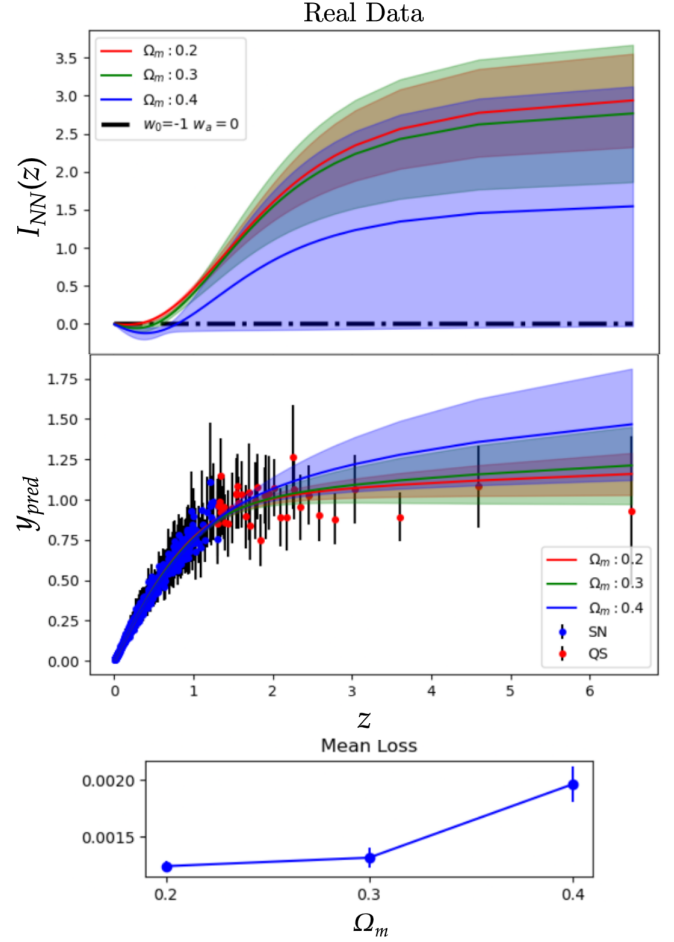 Real Data
3.5
3.0
2.5
2.0
1.5
1.0
0.5
0.0
I_NN(z)
Ω_m : 0.2
Ω_m : 0.3
Ω_m : 0.4
w_0=-1 w_a = 0
1.75
1.50
1.25
1.00
0.75
0.50
0.25
0.00
y_pred
Ω_m : 0.2
Ω_m : 0.3
Ω_m : 0.4
SN
QS
0 1 2 3 4 5 6
z
Mean Loss
0.0020
0.0015
0.2 0.3 0.4
Ω_m